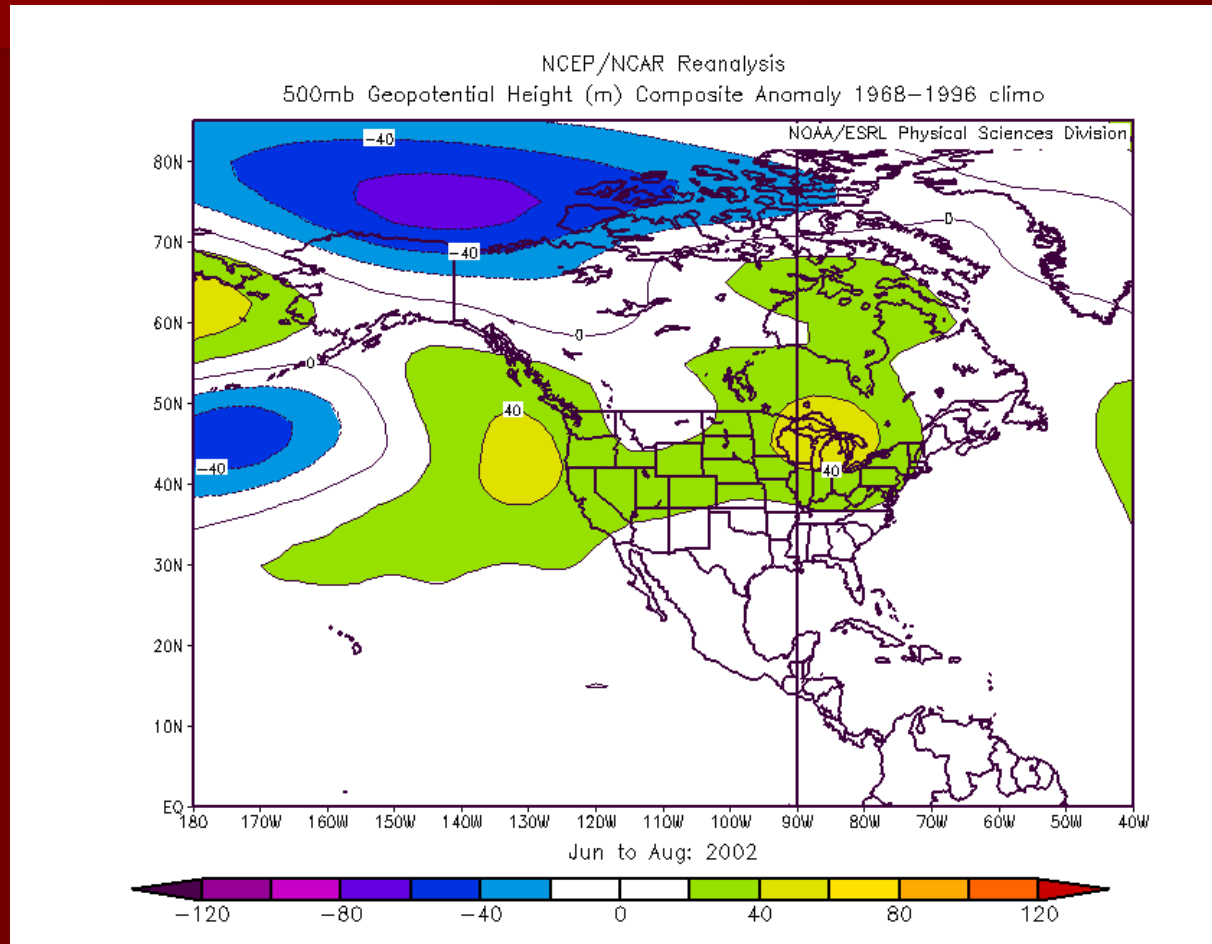 NCEP/NCAR Reanalysis
500mb Geopotential Height (m) Composite Anomaly 1968−1996 climo
NOAA/ESRL Physical Sciences Division
−40
80N
70N
0
−40
60N
0
0
50N
40
−40
40
40N
30N
20N
10N
EQ
180 170W 160W 150W 140W 130W 120W 110W 100W 90W 80W 70W 60W 50W 40W
Jun to Aug: 2002
−120 −80 −40 0 40 80 120